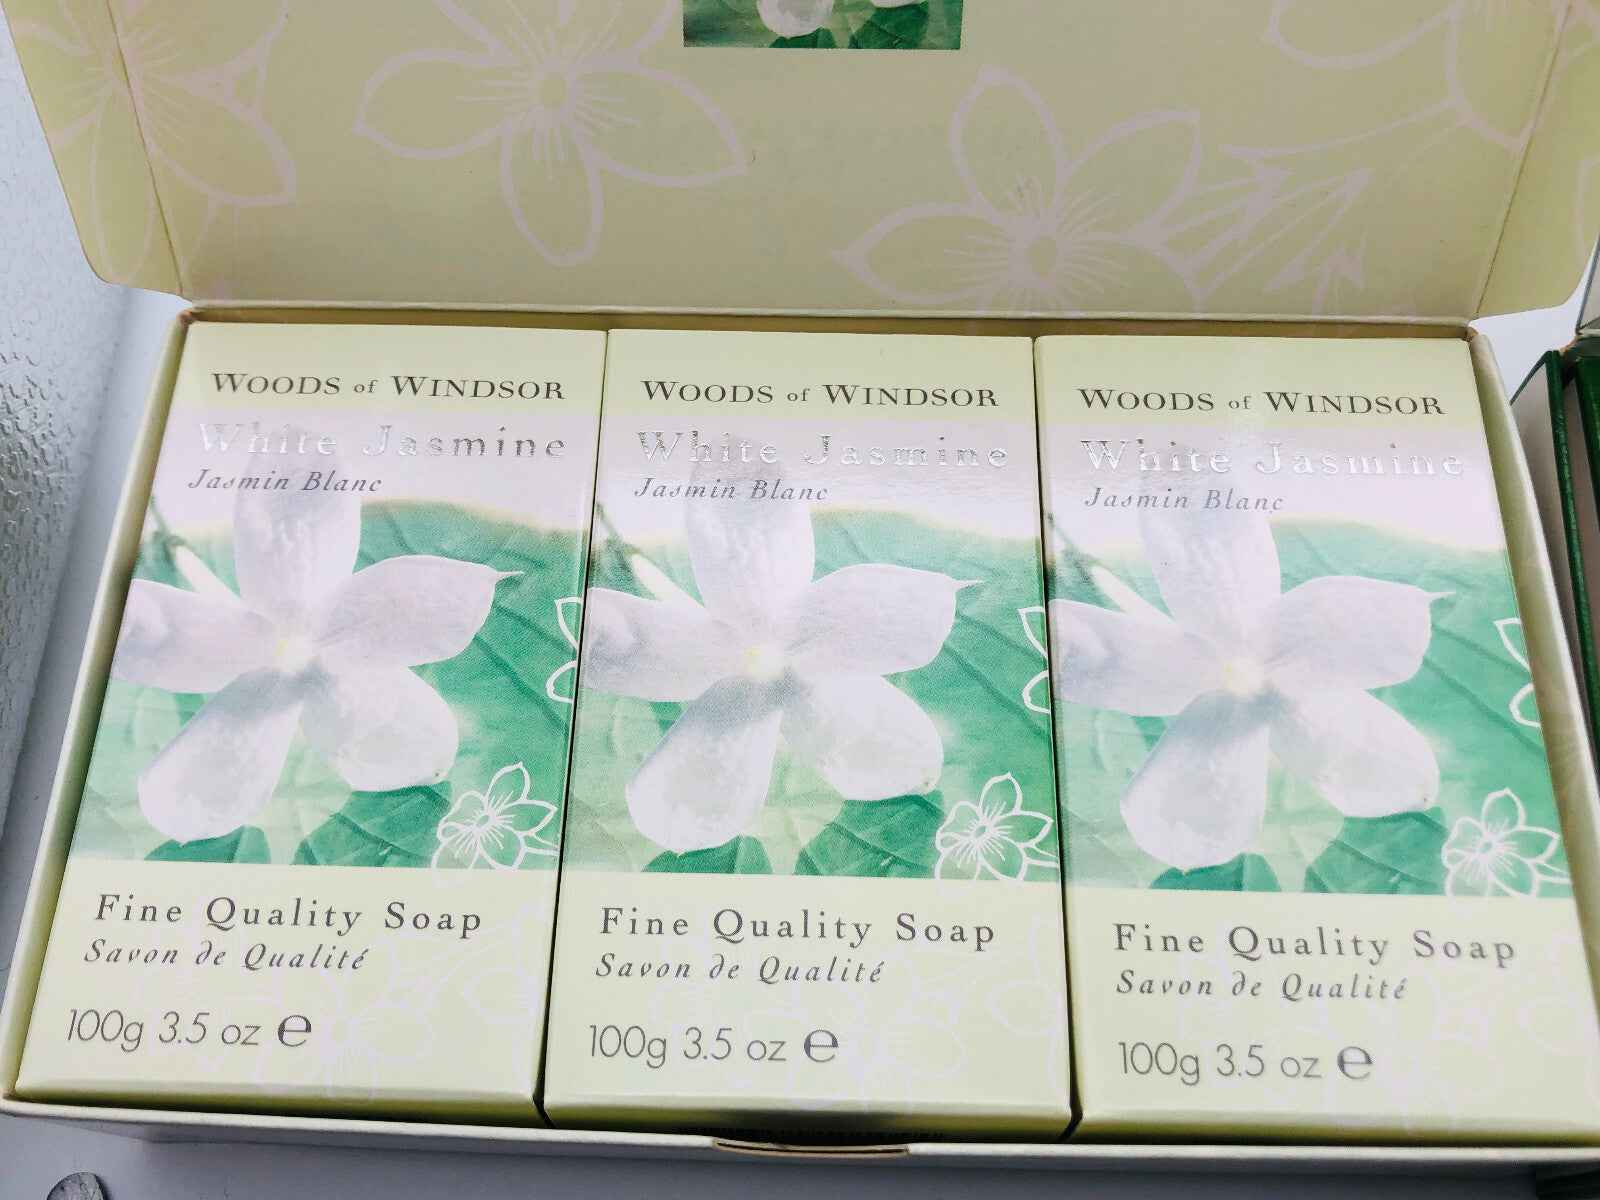 WOODS of WINDSOR
White Jasmine
Jasmin Blanc
Fine Quality Soap
Savon de Qualité
100g 3.5 oz ℮
WOODS of WINDSOR
White Jasmine
Jasmin Blanc
Fine Quality Soap
Savon de Qualité
100g 3.5 oz ℮
WOODS of WINDSOR
White Jasmine
Jasmin Blanc
Fine Quality Soap
Savon de Qualité
100g 3.5 oz ℮